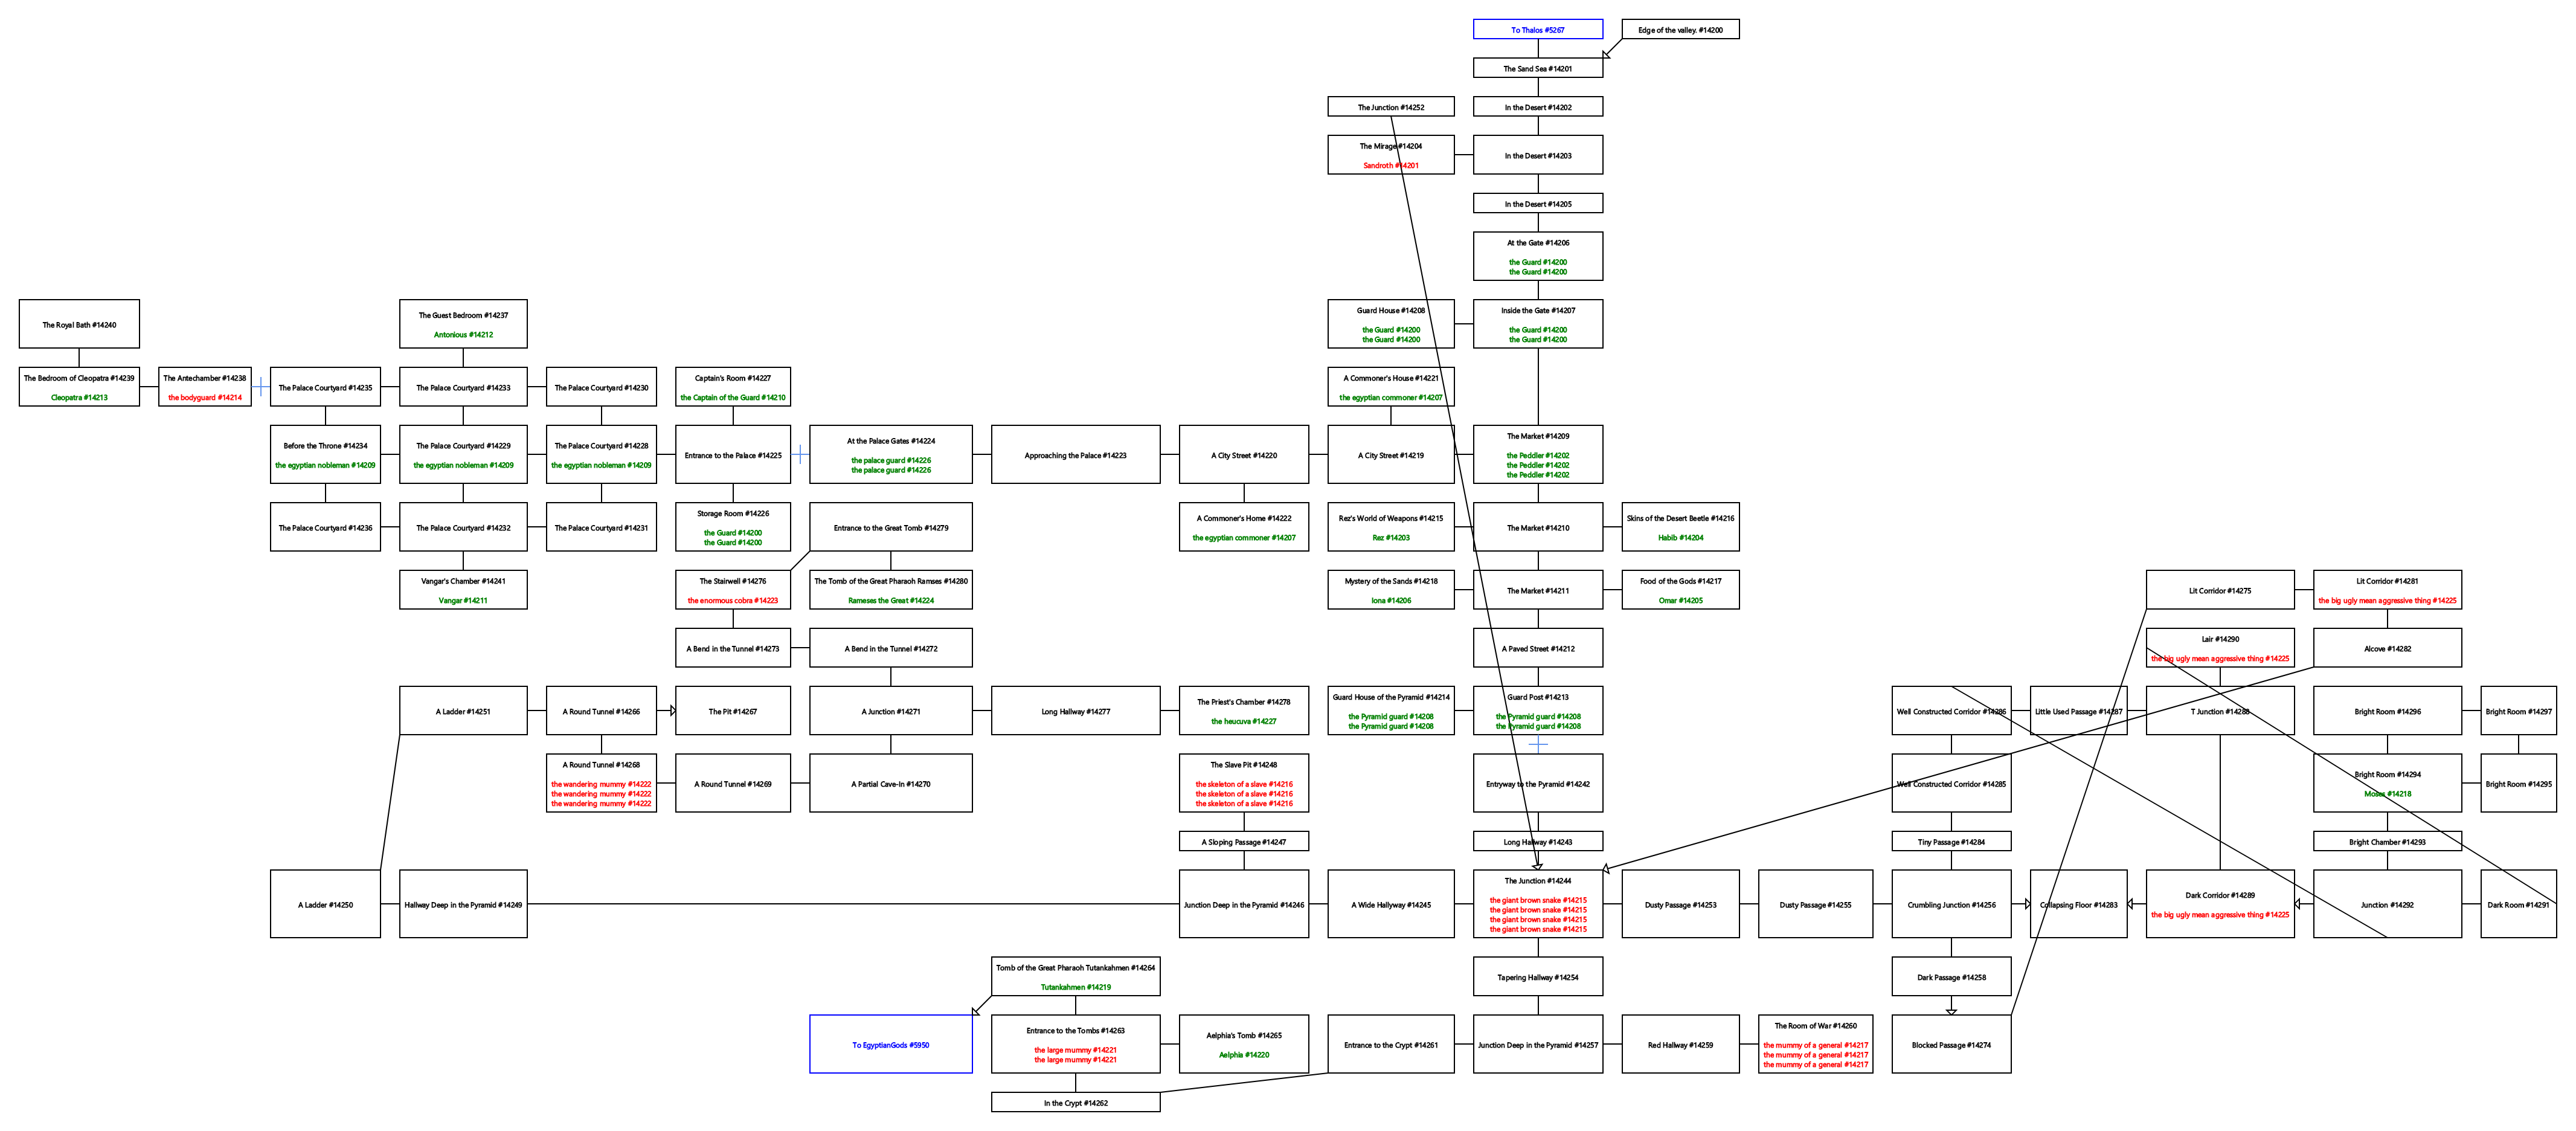 To Thalos #5267
Edge of the valley. #14200
The Sand Sea #14201
The Junction #14252
In the Desert #14202
The Mirage #14204
Sandroth #14201
In the Desert #14203
In the Desert #14205
At the Gate #14206
the Guard #14200
the Guard #14200
The Royal Bath #14240
The Guest Bedroom #14237
Antonious #14212
Guard House #14208
the Guard #14200
the Guard #14200
Inside the Gate #14207
the Guard #14200
the Guard #14200
The Bedroom of Cleopatra #14239
Cleopatra #14213
The Antechamber #14238
the bodyguard #14214
The Palace Courtyard #14235
The Palace Courtyard #14233
The Palace Courtyard #14230
Captain's Room #14227
the Captain of the Guard #14210
A Commoner's House #14221
the egyptian commoner #14207
Before the Throne #14234
the egyptian nobleman #14209
The Palace Courtyard #14229
the egyptian nobleman #14209
The Palace Courtyard #14228
the egyptian nobleman #14209
Entrance to the Palace #14225
At the Palace Gates #14224
the palace guard #14226
the palace guard #14226
Approaching the Palace #14223
A City Street #14220
A City Street #14219
The Market #14209
the Peddler #14202
the Peddler #14202
the Peddler #14202
The Palace Courtyard #14236
The Palace Courtyard #14232
The Palace Courtyard #14231
Storage Room #14226
the Guard #14200
the Guard #14200
Entrance to the Great Tomb #14279
A Commoner's Home #14222
the egyptian commoner #14207
Rez's World of Weapons #14215
Rez #14203
The Market #14210
Skins of the Desert Beetle #14216
Habib #14204
Vangar's Chamber #14241
Vangar #14211
The Stairwell #14276
the enormous cobra #14223
The Tomb of the Great Pharaoh Ramses #14280
Rameses the Great #14224
Mystery of the Sands #14218
Iona #14206
The Market #14211
Food of the Gods #14217
Omar #14205
Lit Corridor #14275
Lit Corridor #14281
the big ugly mean aggressive thing #14225
A Bend in the Tunnel #14273
A Bend in the Tunnel #14272
A Paved Street #14212
Lair #14290
the big ugly mean aggressive thing #14225
Alcove #14282
A Ladder #14251
A Round Tunnel #14266
The Pit #14267
A Junction #14271
Long Hallway #14277
The Priest's Chamber #14278
the heucuva #14227
Guard House of the Pyramid #14214
the Pyramid guard #14208
the Pyramid guard #14208
Guard Post #14213
the Pyramid guard #14208
the Pyramid guard #14208
Well Constructed Corridor #14286
Little Used Passage #14287
T Junction #14288
Bright Room #14296
Bright Room #14297
A Round Tunnel #14268
the wandering mummy #14222
the wandering mummy #14222
the wandering mummy #14222
A Round Tunnel #14269
A Partial Cave-In #14270
The Slave Pit #14248
the skeleton of a slave #14216
the skeleton of a slave #14216
the skeleton of a slave #14216
Entryway to the Pyramid #14242
Well Constructed Corridor #14285
Bright Room #14294
Moses #14218
Bright Room #14295
A Sloping Passage #14247
Long Hallway #14243
Tiny Passage #14284
Bright Chamber #14293
A Ladder #14250
Hallway Deep in the Pyramid #14249
Junction Deep in the Pyramid #14246
A Wide Hallyway #14245
The Junction #14244
the giant brown snake #14215
the giant brown snake #14215
the giant brown snake #14215
the giant brown snake #14215
Dusty Passage #14253
Dusty Passage #14255
Crumbling Junction #14256
Collapsing Floor #14283
Dark Corridor #14289
the big ugly mean aggressive thing #14225
Junction #14292
Dark Room #14291
Tomb of the Great Pharaoh Tutankahmen #14264
Tutankahmen #14219
Tapering Hallway #14254
Dark Passage #14258
To EgyptianGods #5950
Entrance to the Tombs #14263
the large mummy #14221
the large mummy #14221
Aelphia's Tomb #14265
Aelphia #14220
Entrance to the Crypt #14261
Junction Deep in the Pyramid #14257
Red Hallway #14259
The Room of War #14260
the mummy of a general #14217
the mummy of a general #14217
the mummy of a general #14217
Blocked Passage #14274
In the Crypt #14262